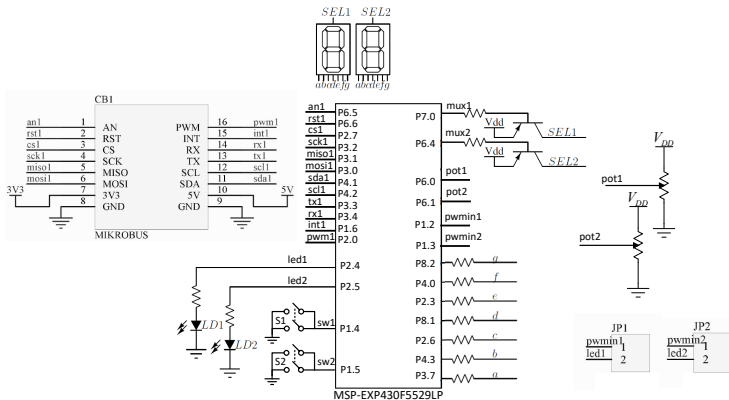 SEL1 SEL2
abcdefg abcdefg
CB1
an1 1 AN PWM 16 pwm1
rst1 2 RST INT 15 int1
cs1 3 CS RX 14 rx1
sck1 4 SCK TX 13 tx1
miso1 5 MISO SCL 12 scl1
mosi1 6 MOSI SDA 11 sda1
3V3 7 3V3 5V 10 5V
8 GND GND 9
MIKROBUS
an1 P6.5
rst1 P6.6
cs1 P2.7
sck1 P3.2
miso1 P3.1
mosi1 P3.0
sda1 P4.1
scl1 P4.2
tx1 P3.3
rx1 P3.4
int1 P1.6
pwm1 P2.0
led1 P2.4
led2 P2.5
LD1
LD2
S1 sw1 P1.4
S2 sw2 P1.5
P7.0 mux1
Vdd SEL1
P6.4 mux2
Vdd SEL2
P6.0 pot1
P6.1 pot2
P1.2 pwmin1
P1.3 pwmin2
P8.2 g
P4.0 f
P2.3 e
P8.1 d
P2.6 c
P4.3 b
P3.7 a
MSP-EXP430F5529LP
VDD
pot1
VDD
pot2
JP1
pwmin1 1
led1 2
JP2
pwmin2 1
led2 2